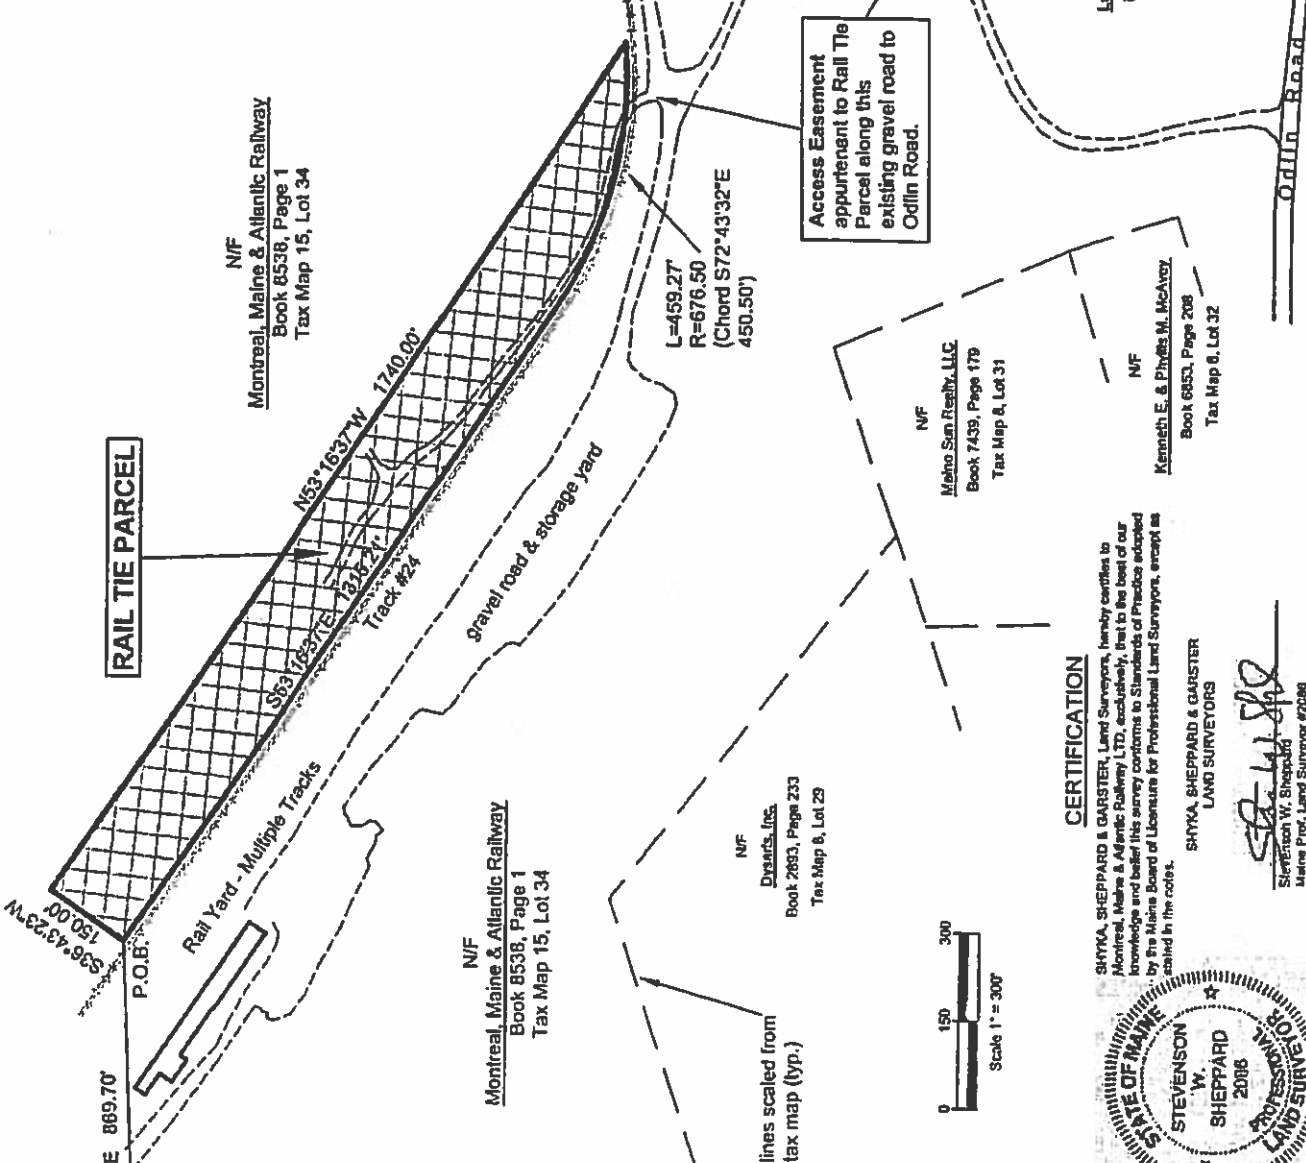 RAIL TIE PARCEL
N/F
Montreal, Maine & Atlantic Railway
Book 8538, Page 1
Tax Map 15, Lot 34
N53°16'37"W 1740.00'
S36°43'23"W
150.00'
P.O.B.
S53°16'37"E 1315.21'
Track #24
Rail Yard - Multiple Tracks
gravel road & storage yard
E 869.70'
L=459.27'
R=676.50
(Chord S72°43'32"E
450.50')
Access Easement
appurtenant to Rail Tie
Parcel along this
existing gravel road to
Odlin Road.
Odlin Road
N/F
Montreal, Maine & Atlantic Railway
Book 8538, Page 1
Tax Map 15, Lot 34
N/F
Dysarts, Inc.
Book 2893, Page 233
Tax Map 8, Lot 29
N/F
Maine Sun Realty, LLC
Book 7439, Page 179
Tax Map 8, Lot 31
N/F
Kenneth E. & Phyllis M. McAvoy
Book 6853, Page 208
Tax Map 8, Lot 32
lines scaled from
tax map (typ.)
0 150 300
Scale 1" = 300'
CERTIFICATION
SHYKA, SHEPPARD & GARSTER, Land Surveyors, hereby certifies to
Montreal, Maine & Atlantic Railway LTD, exclusively, that to the best of our
knowledge and belief this survey conforms to Standards of Practice adopted
by the Maine Board of Licensure for Professional Land Surveyors, except as
stated in the notes.
SHYKA, SHEPPARD & GARSTER
LAND SURVEYORS
Stevenson W. Sheppard
Maine Prof. Land Surveyor #2086
STATE OF MAINE
STEVENSON
W.
SHEPPARD
2086
PROFESSIONAL
LAND SURVEYOR